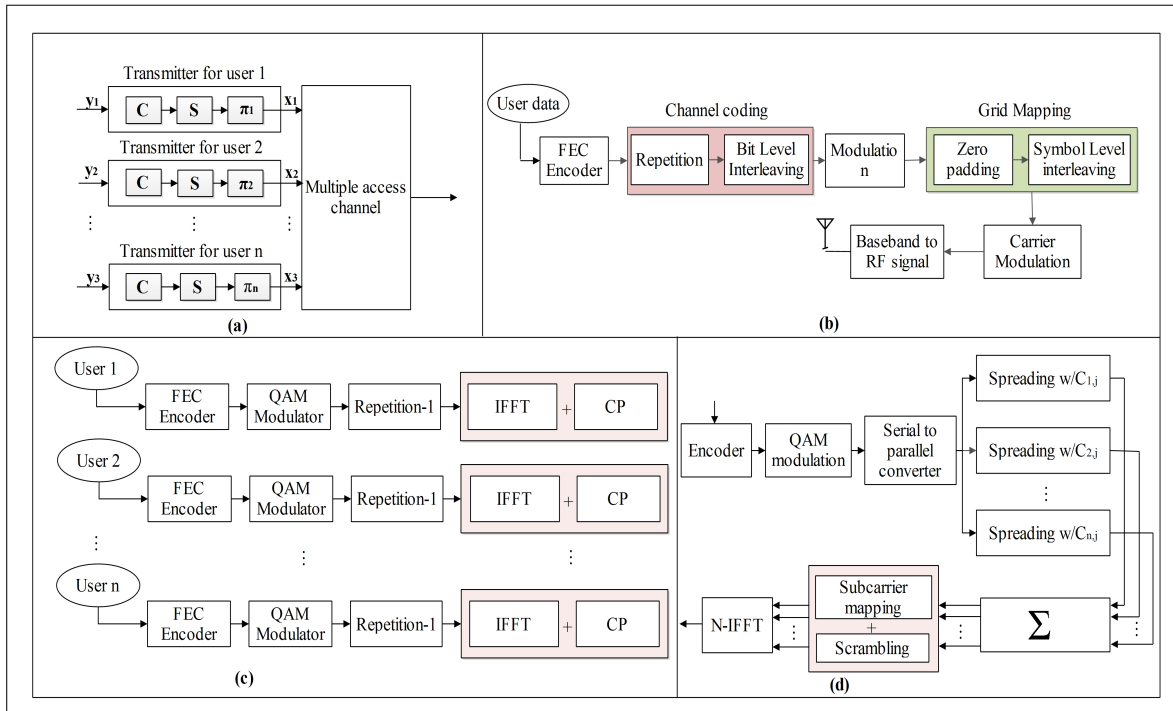 Transmitter for user 1
y1 C S π1 x1
Transmitter for user 2
y2 C S π2 x2
Transmitter for user n
y3 C S πn x3
Multiple access
channel
(a)
User data
FEC
Encoder
Channel coding
Repetition
Bit Level
Interleaving
Modulatio
n
Grid Mapping
Zero
padding
Symbol Level
interleaving
Carrier
Modulation
Baseband to
RF signal
(b)
User 1
FEC
Encoder
QAM
Modulator
Repetition-1
IFFT + CP
User 2
FEC
Encoder
QAM
Modulator
Repetition-1
IFFT + CP
User n
FEC
Encoder
QAM
Modulator
Repetition-1
IFFT + CP
(c)
Encoder
QAM
modulation
Serial to
parallel
converter
Spreading w/C1,j
Spreading w/C2,j
Spreading w/Cn,j
Σ
Subcarrier
mapping
+
Scrambling
N-IFFT
(d)